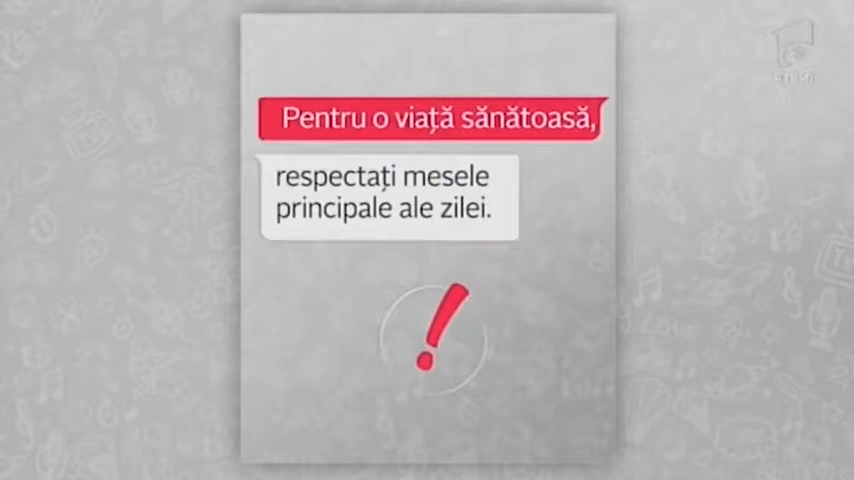 Pentru o viață sănătoasă,
respectați mesele
principale ale zilei.